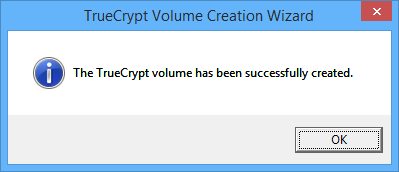 TrueCrypt Volume Creation Wizard
The TrueCrypt volume has been successfully created.
OK